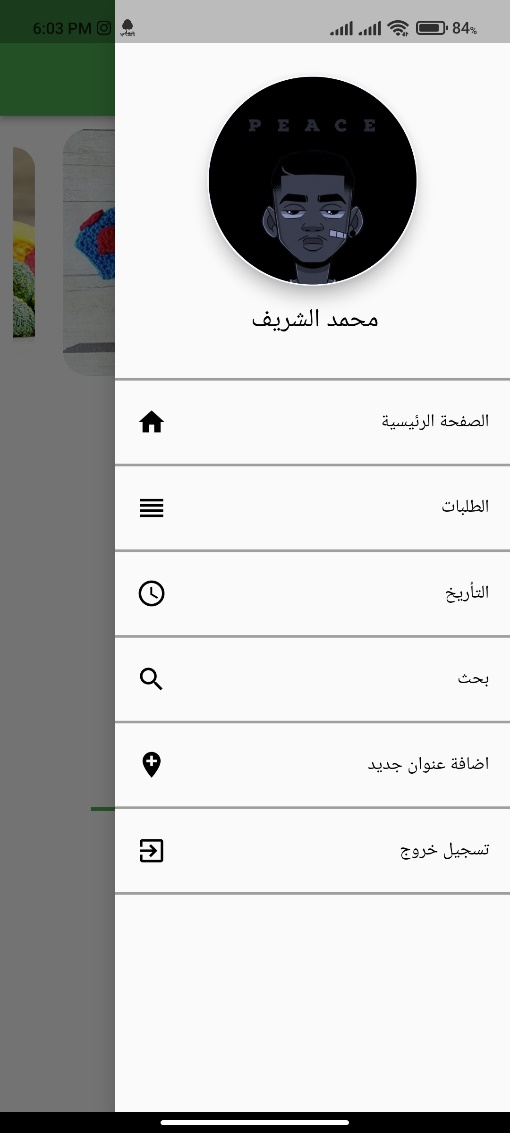 6:03 PM
84%
PEACE
محمد الشريف
الصفحة الرئيسية
الطلبات
التأريخ
بحث
اضافة عنوان جديد
تسجيل خروج